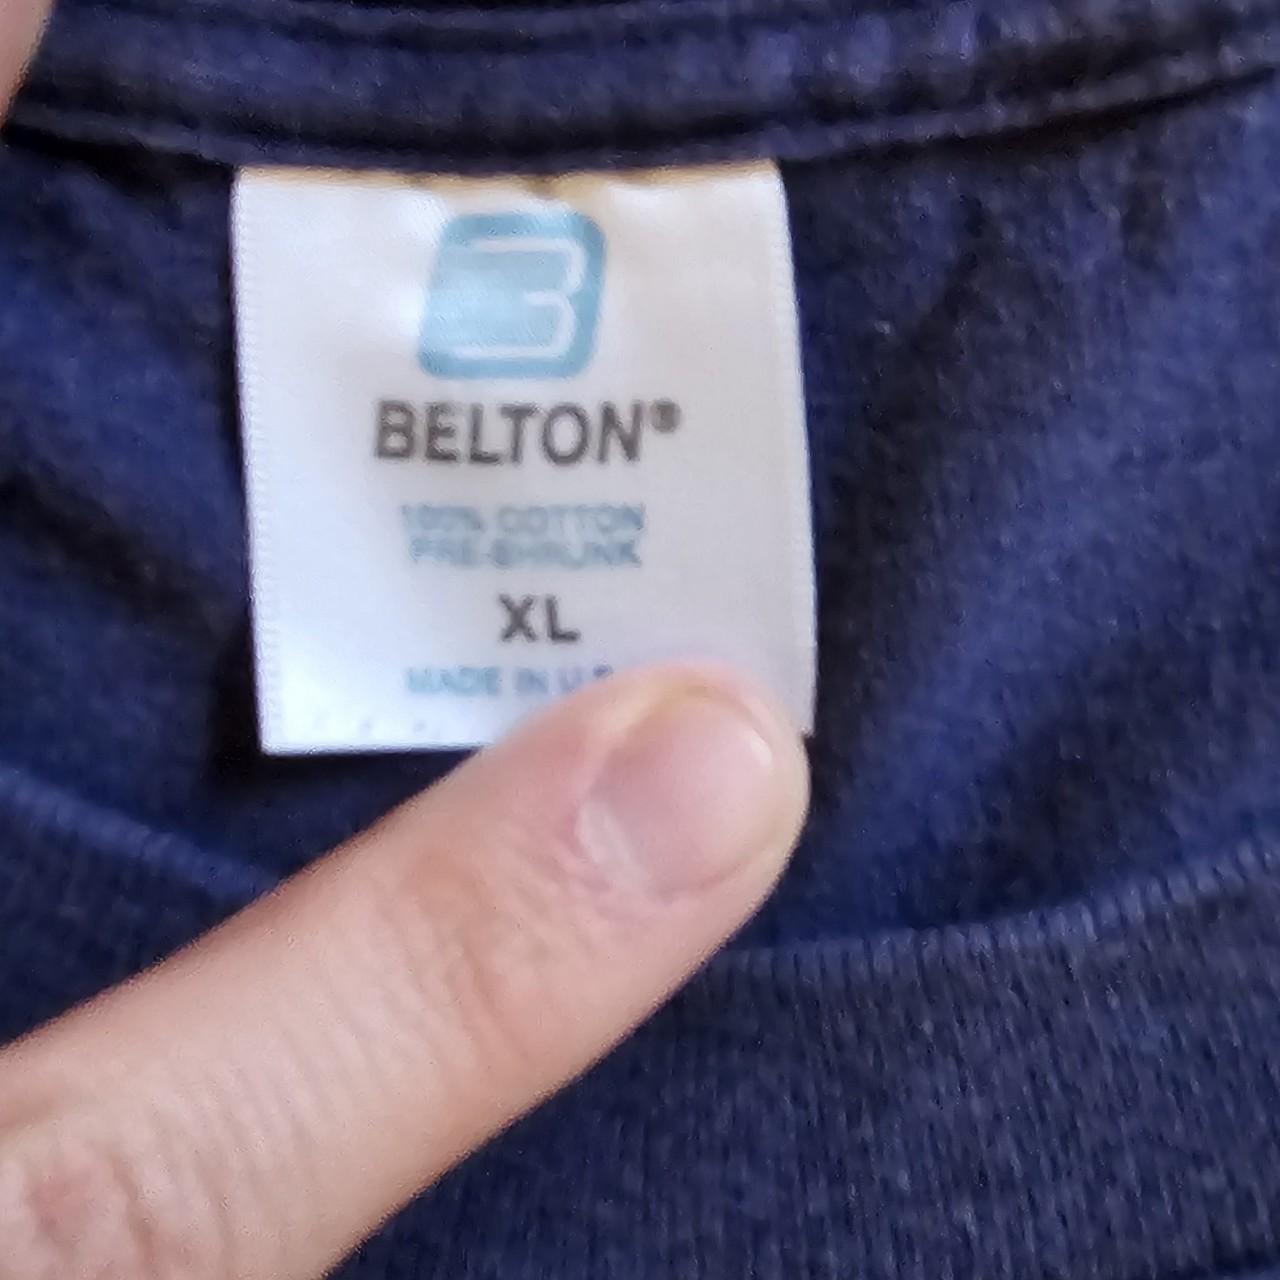 B
BELTON®
100% COTTON
PRE-SHRUNK
XL
MADE IN